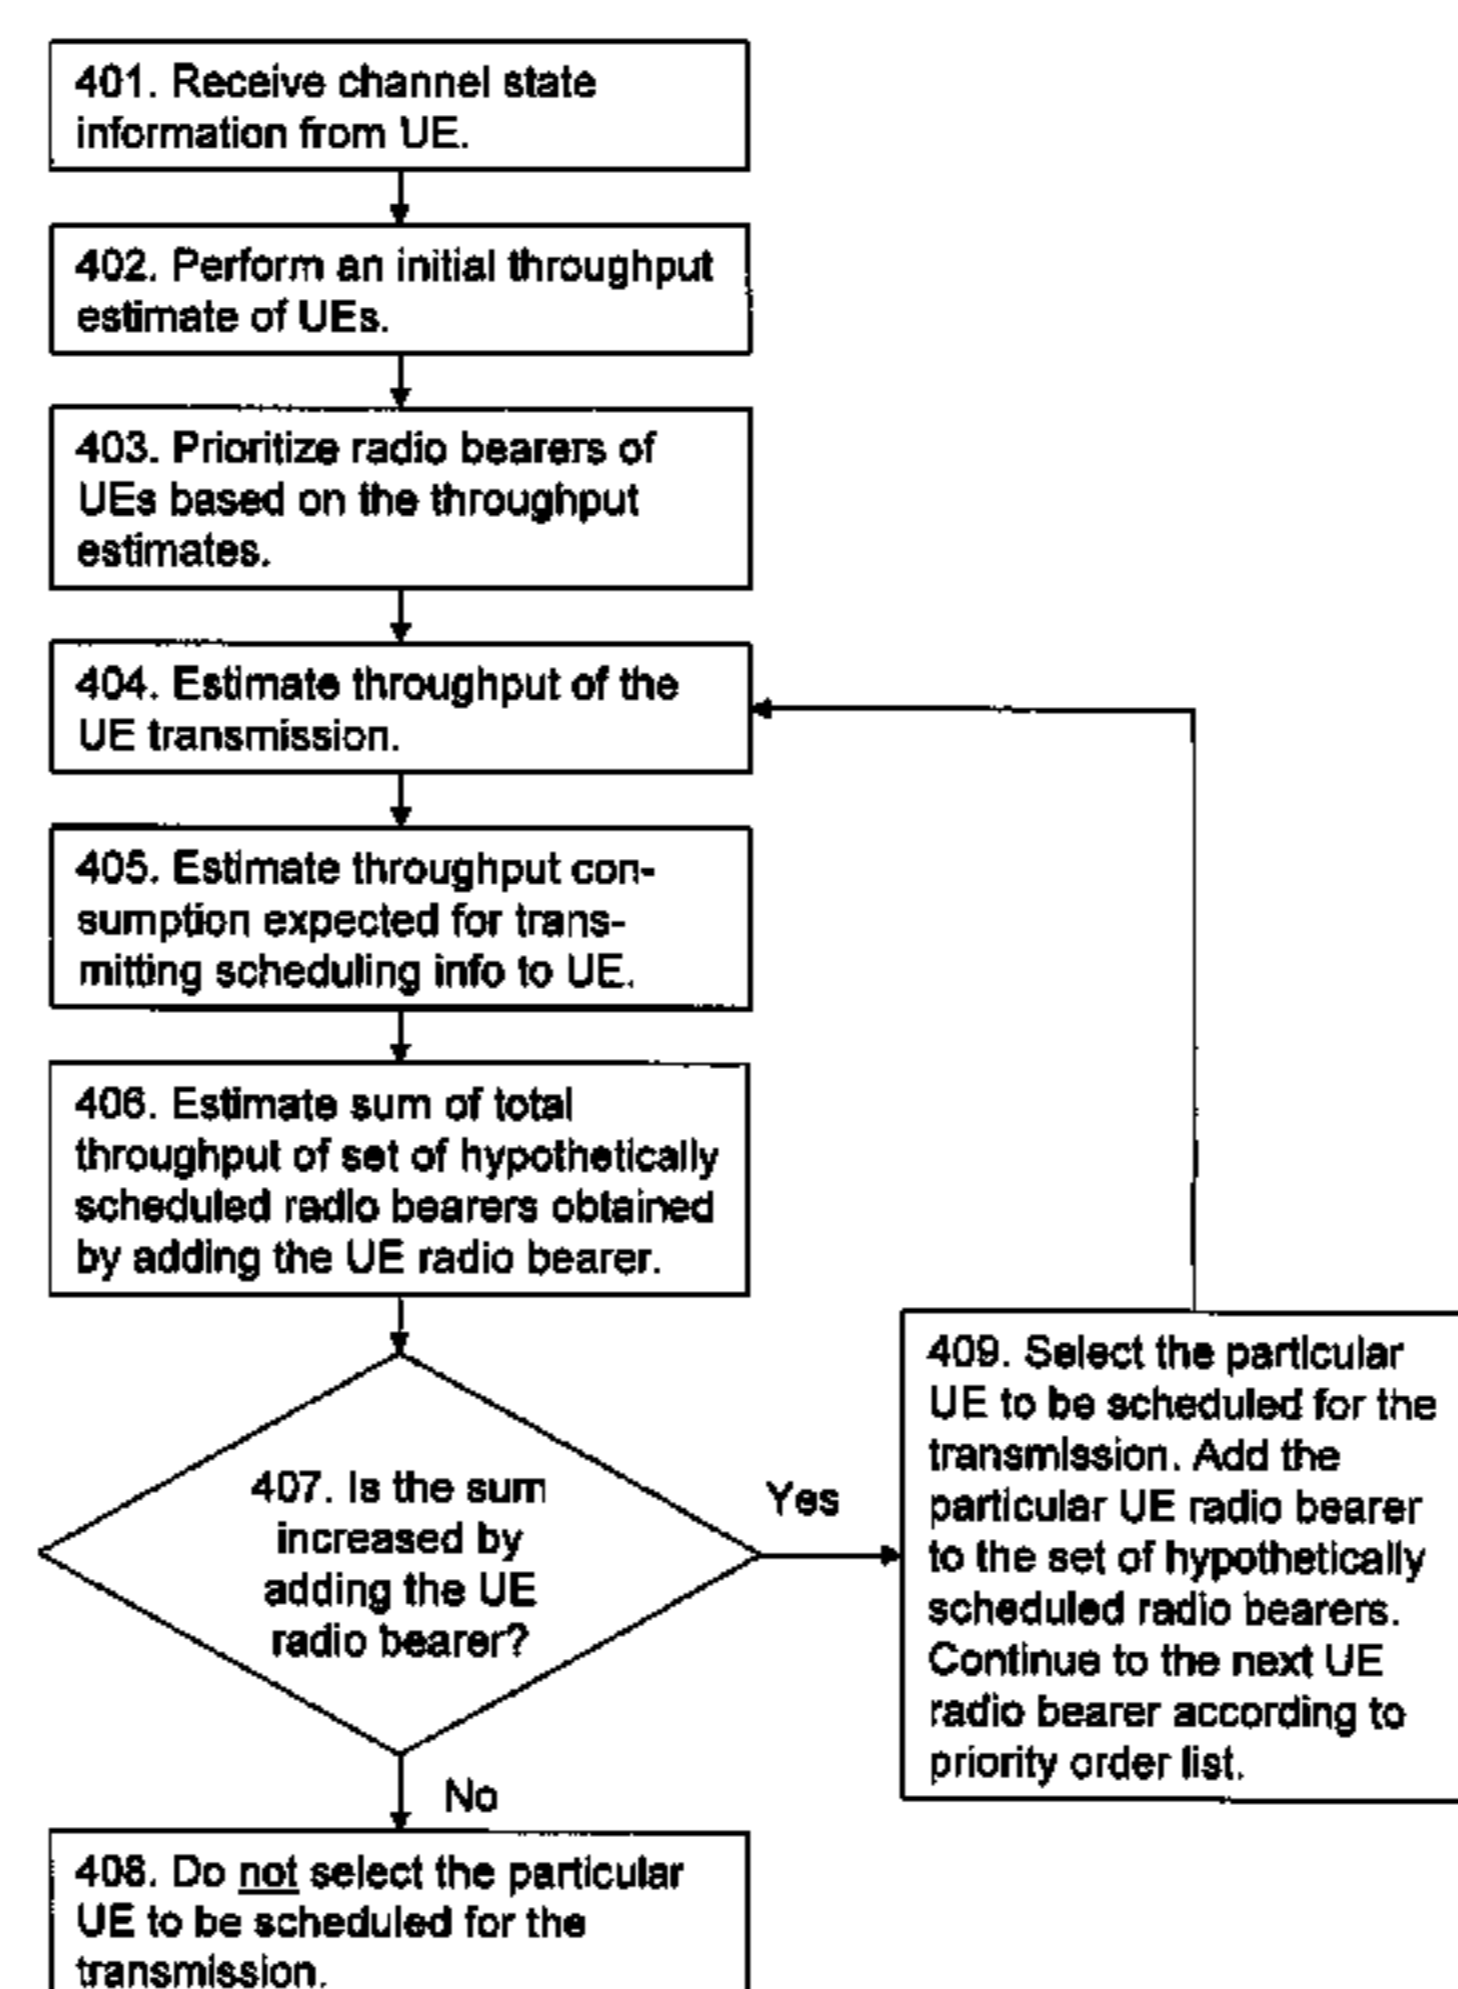 401. Receive channel state
information from UE.
402. Perform an initial throughput
estimate of UEs.
403. Prioritize radio bearers of
UEs based on the throughput
estimates.
404. Estimate throughput of the
UE transmission.
405. Estimate throughput con-
sumption expected for trans-
mitting scheduling info to UE.
406. Estimate sum of total
throughput of set of hypothetically
scheduled radio bearers obtained
by adding the UE radio bearer.
407. Is the sum
increased by
adding the UE
radio bearer?
Yes
409. Select the particular
UE to be scheduled for the
transmission. Add the
particular UE radio bearer
to the set of hypothetically
scheduled radio bearers.
Continue to the next UE
radio bearer according to
priority order list.
No
408. Do not select the particular
UE to be scheduled for the
transmission.